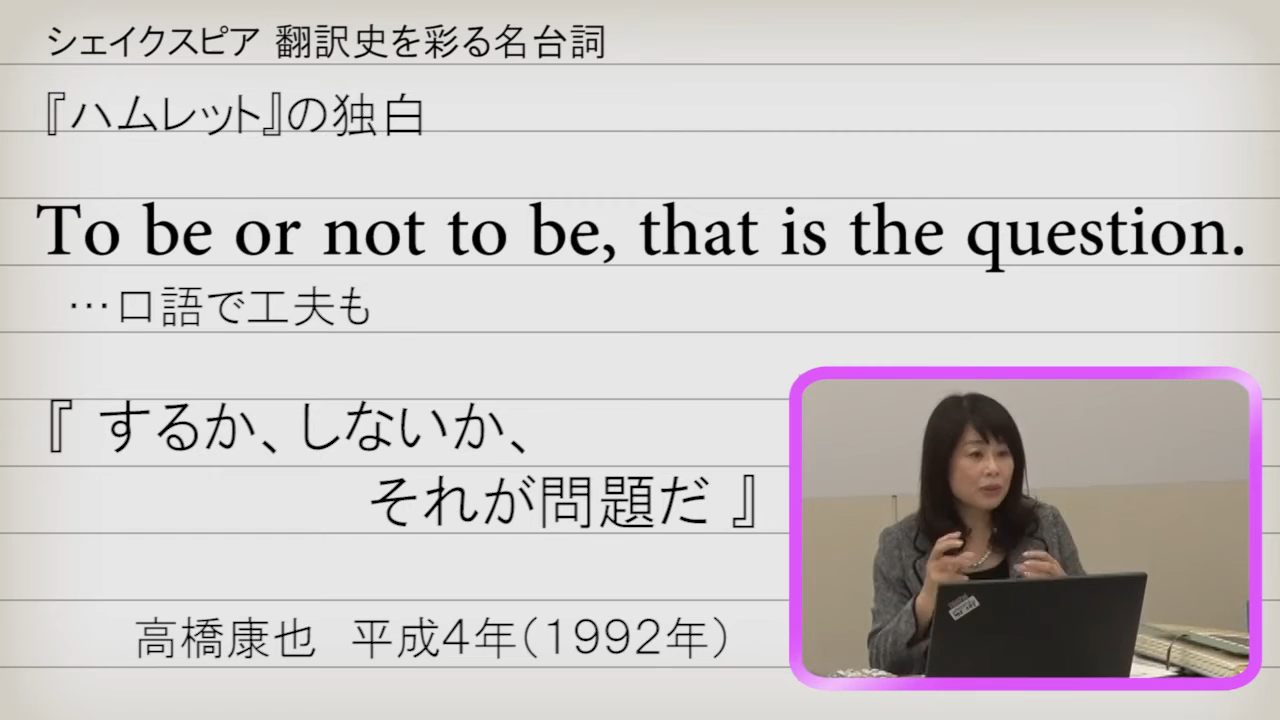 シェイクスピア 翻訳史を彩る名台詞
『ハムレット』の独白
To be or not to be, that is the question.
…口語で工夫も
『 するか、しないか、
それが問題だ 』
高橋康也　平成4年（1992年）